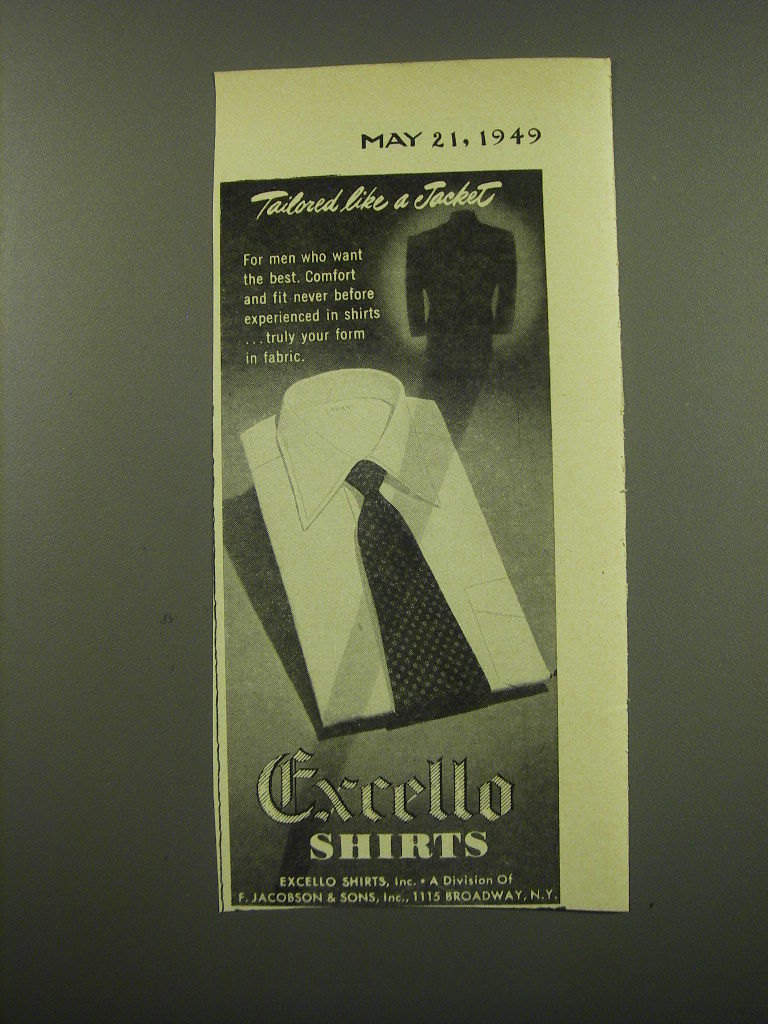 MAY 21, 1949
Tailored like a Jacket
For men who want
the best. Comfort
and fit never before
experienced in shirts
...truly your form
in fabric.
Excello
SHIRTS
EXCELLO SHIRTS, Inc. • A Division Of
F. JACOBSON & SONS, Inc., 1115 BROADWAY, N.Y.